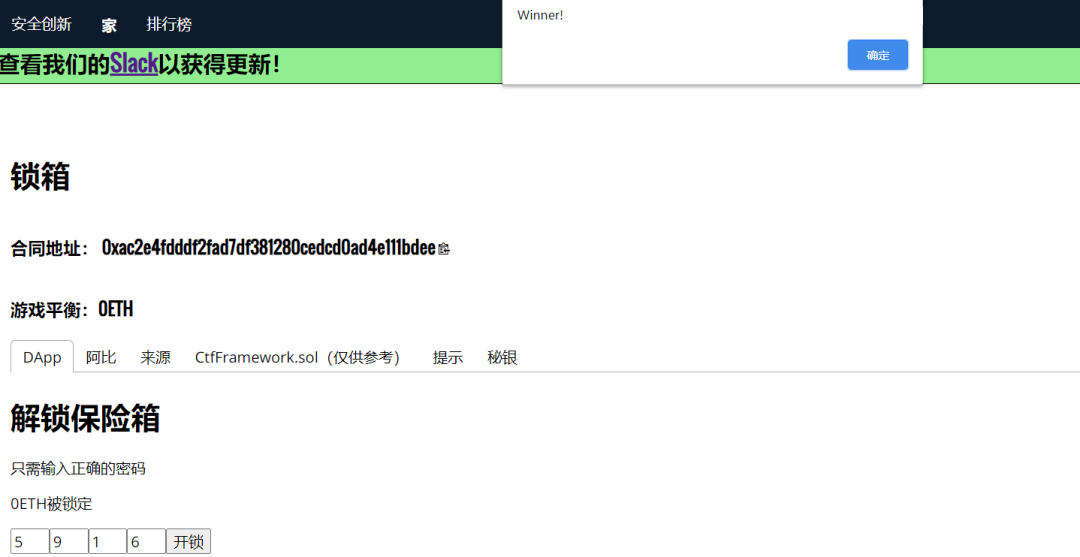 安全创新 家 排行榜
Winner!
确定
查看我们的Slack以获得更新！
锁箱
合同地址： 0xac2e4fdddf2fad7df381280cedcd0ad4e111bdee
游戏平衡：0ETH
DApp 阿比 来源 CtfFramework.sol（仅供参考） 提示 秘银
解锁保险箱
只需输入正确的密码
0ETH被锁定
5 9 1 6 开锁